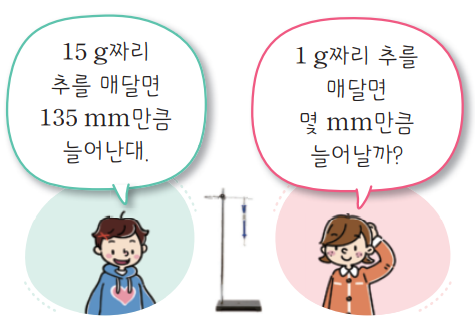 15 g짜리
추를 매달면
135 mm만큼
늘어난대.
1 g짜리 추를
매달면
몇 mm만큼
늘어날까?